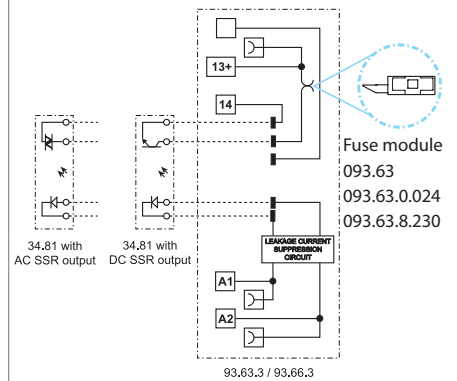 13+
14
Fuse module
093.63
093.63.0.024
093.63.8.230
34.81 with
AC SSR output
34.81 with
DC SSR output
LEAKAGE CURRENT
SUPPRESSION
CIRCUIT
A1
A2
93.63.3 / 93.66.3